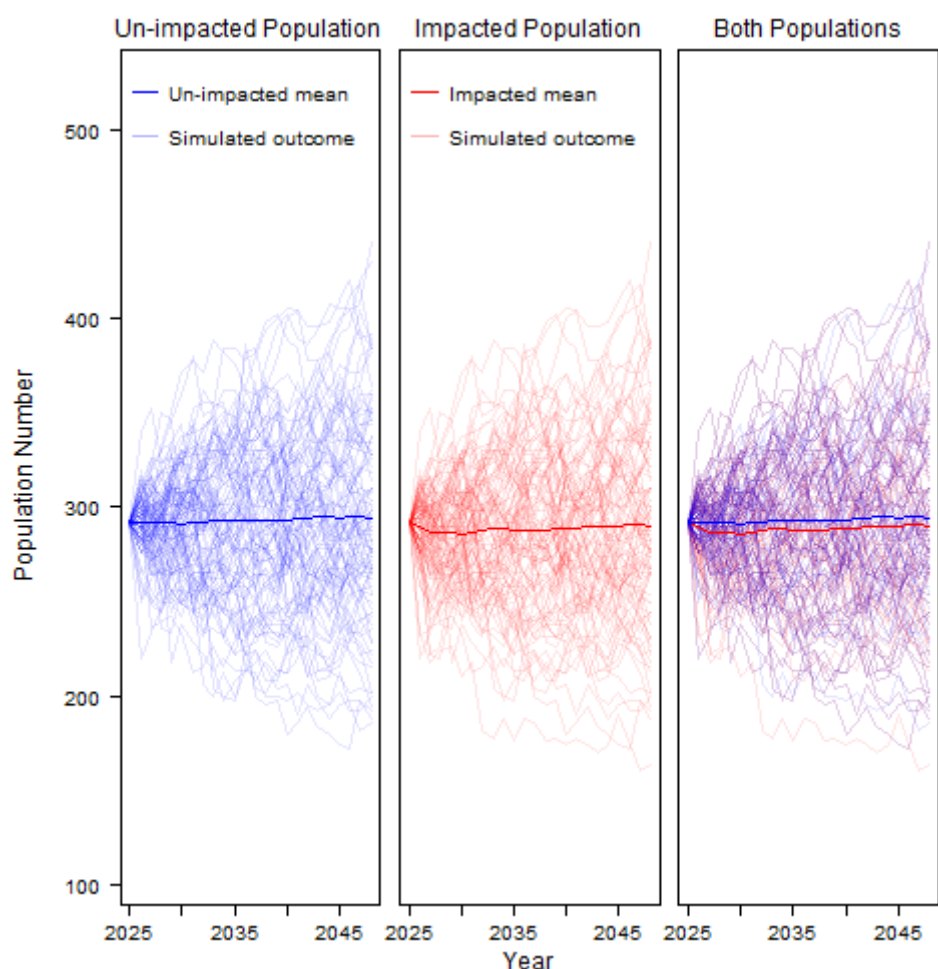 Un-impacted Population
Impacted Population
Both Populations
Un-impacted mean
Simulated outcome
Impacted mean
Simulated outcome
Population Number
500
400
300
200
100
2025
2035
2045
2025
2035
2045
2025
2035
2045
Year